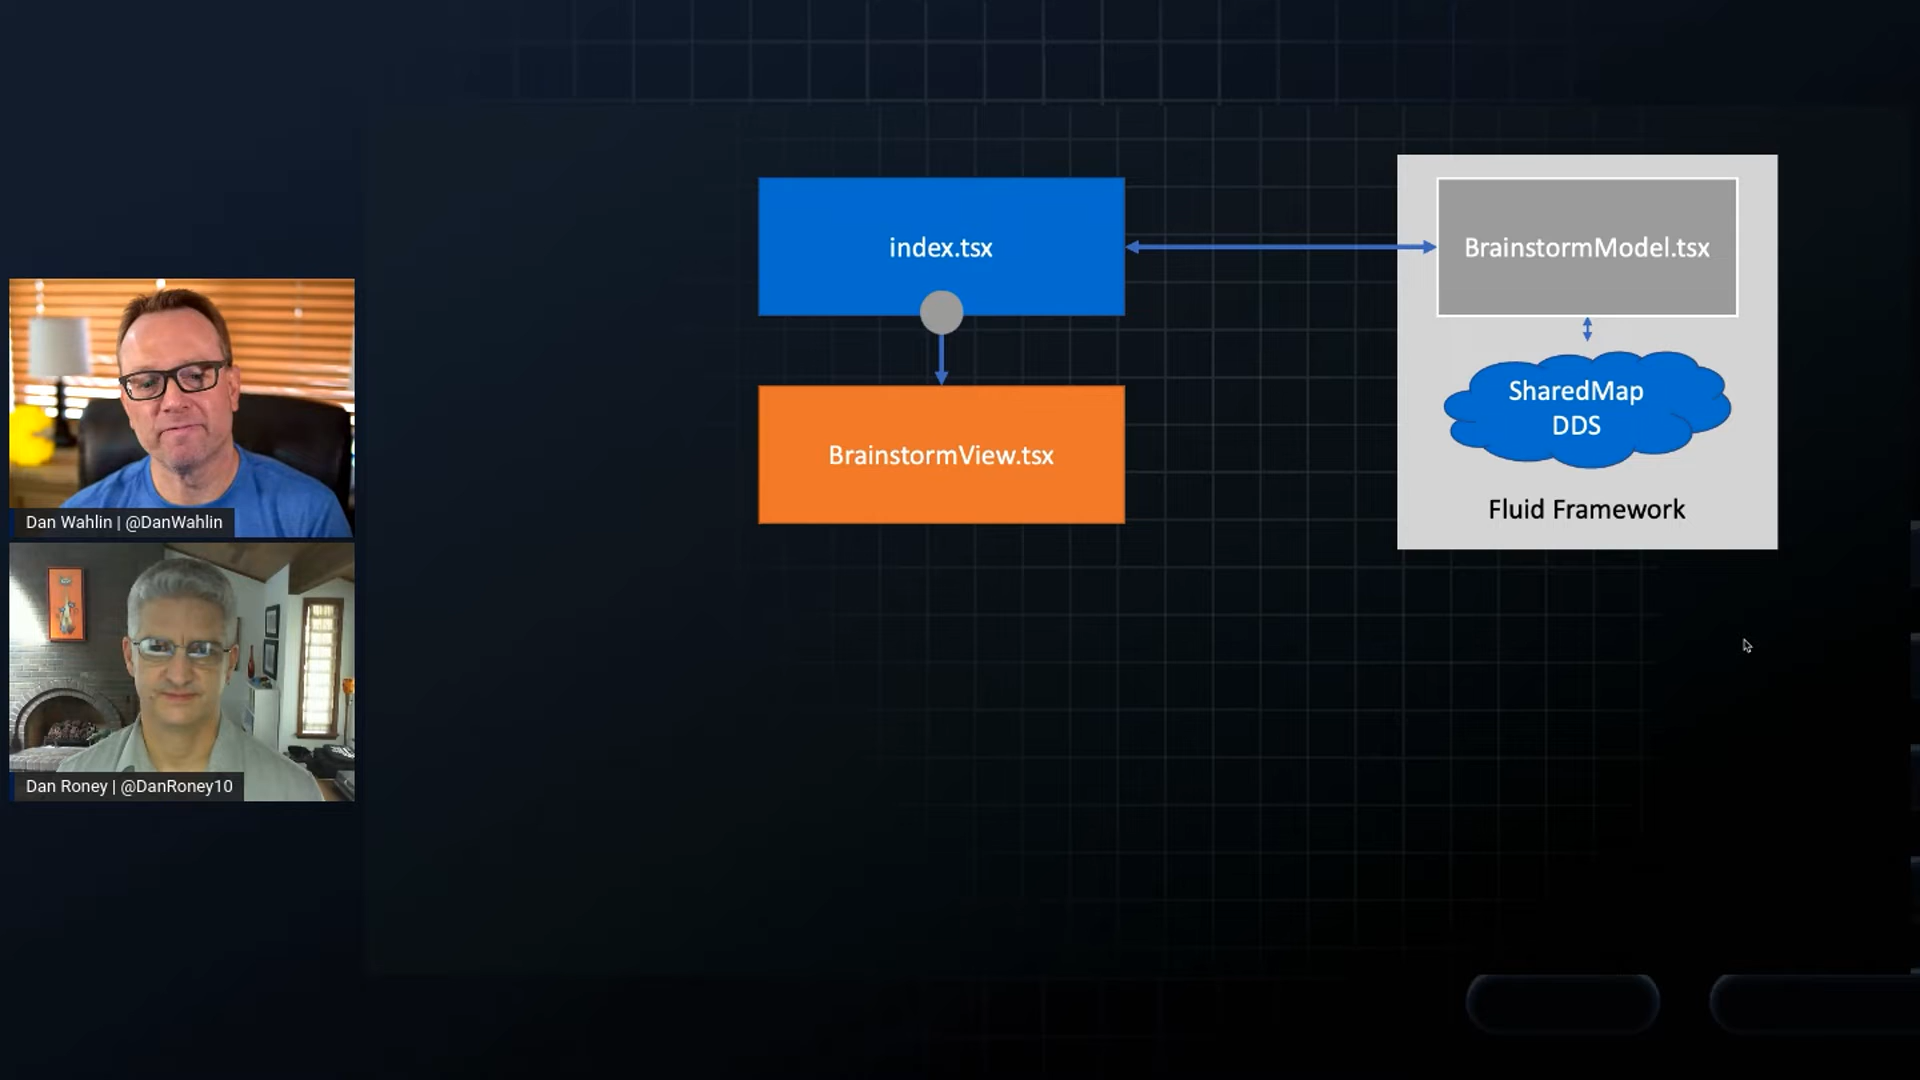 index.tsx
BrainstormModel.tsx
SharedMap
DDS
BrainstormView.tsx
Fluid Framework
Dan Wahlin | @DanWahlin
Dan Roney | @DanRoney10